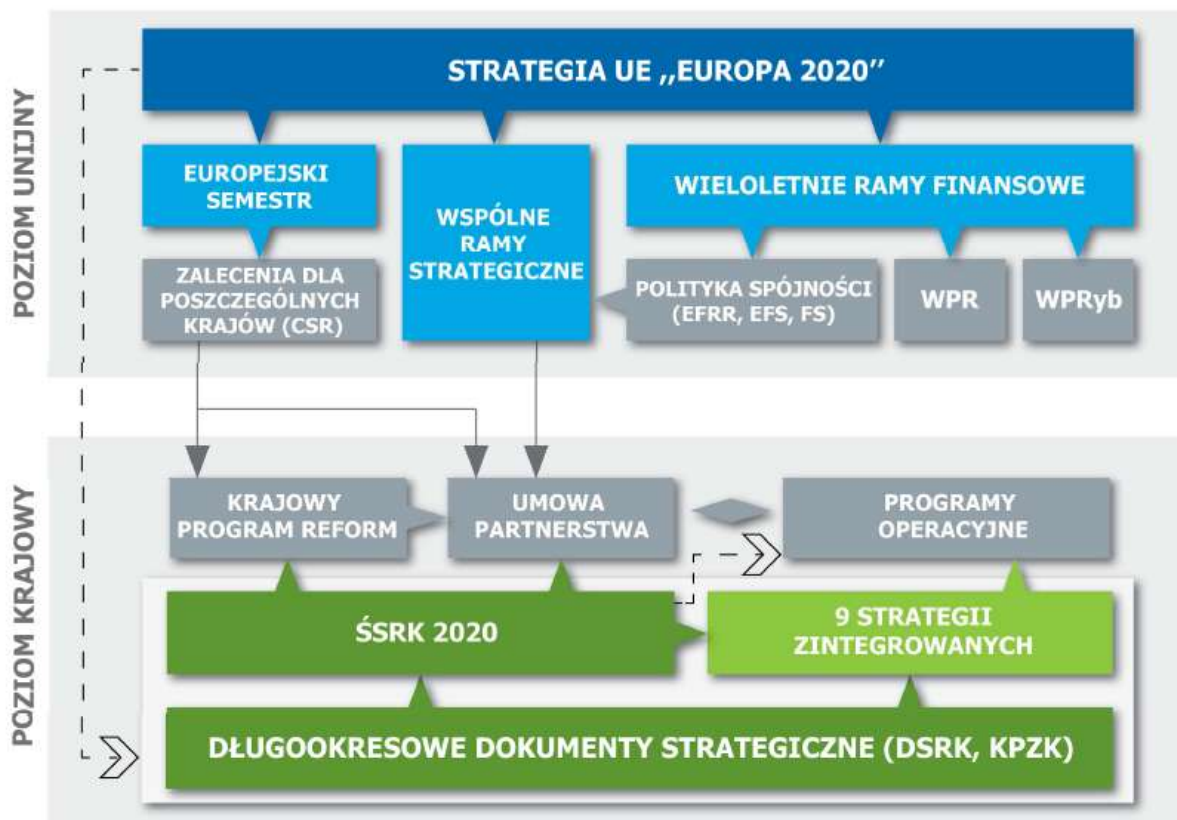 POZIOM UNIJNY
STRATEGIA UE ,,EUROPA 2020”
EUROPEJSKI
SEMESTR
WSPÓLNE
RAMY
STRATEGICZNE
WIELOLETNIE RAMY FINANSOWE
ZALECENIA DLA
POSZCZEGÓLNYCH
KRAJÓW (CSR)
POLITYKA SPÓJNOŚCI
(EFRR, EFS, FS)
WPR
WPRyb
POZIOM KRAJOWY
KRAJOWY
PROGRAM REFORM
UMOWA
PARTNERSTWA
PROGRAMY
OPERACYJNE
ŚSRK 2020
9 STRATEGII
ZINTEGROWANYCH
DŁUGOOKRESOWE DOKUMENTY STRATEGICZNE (DSRK, KPZK)